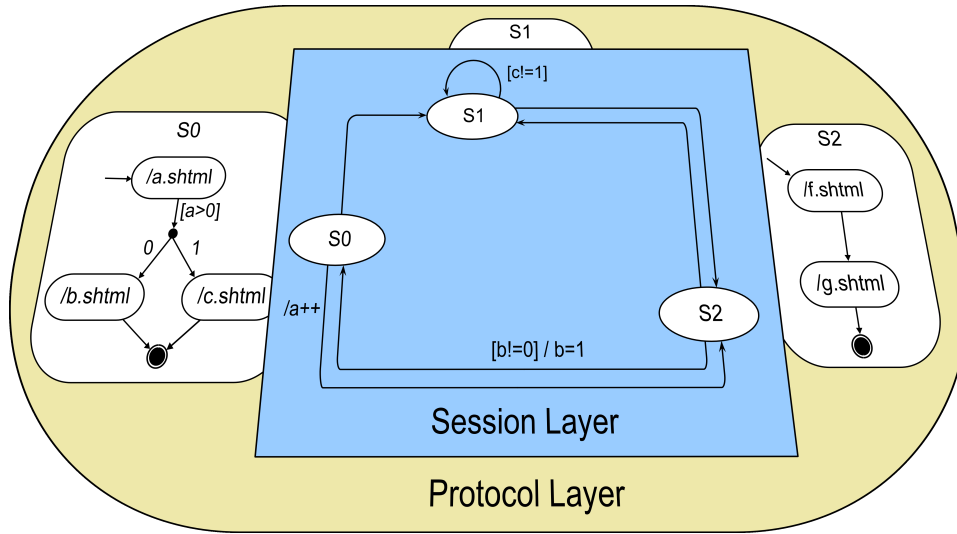 S1
[c!=1]
S1
S0
/a.shtml
[a>0]
0
1
/b.shtml
/c.shtml
S2
/f.shtml
/g.shtml
S0
/a++
S2
[b!=0] / b=1
Session Layer
Protocol Layer